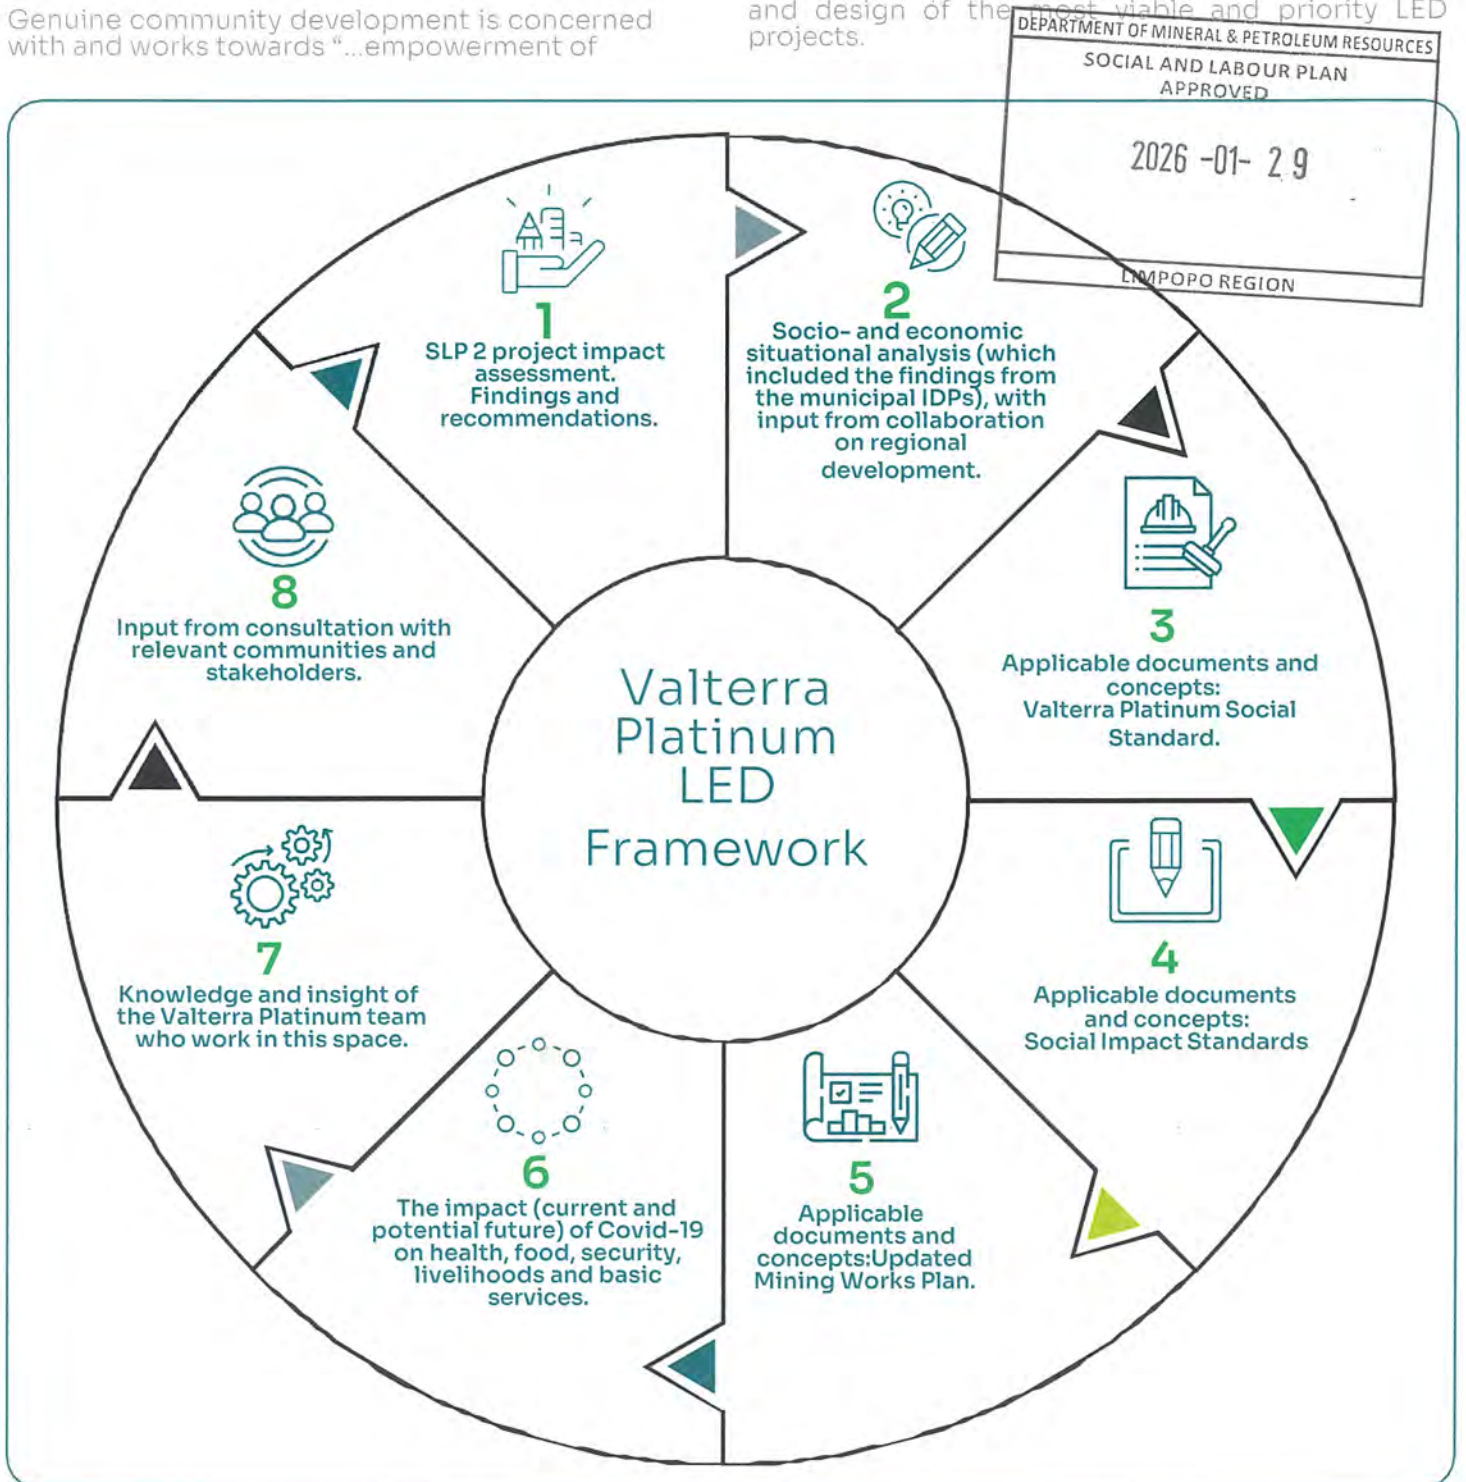 Genuine community development is concerned
with and works towards "...empowerment of
and design of the most viable and priority LED
projects.
DEPARTMENT OF MINERAL & PETROLEUM RESOURCES
SOCIAL AND LABOUR PLAN
APPROVED
2026 -01- 29
LIMPOPO REGION
1
SLP 2 project impact
assessment.
Findings and
recommendations.
2
Socio- and economic
situational analysis (which
included the findings from
the municipal IDPs), with
input from collaboration
on regional
development.
3
Applicable documents and
concepts:
Valterra Platinum Social
Standard.
4
Applicable documents
and concepts:
Social Impact Standards
5
Applicable
documents and
concepts:Updated
Mining Works Plan.
6
The impact (current and
potential future) of Covid-19
on health, food, security,
livelihoods and basic
services.
7
Knowledge and insight of
the Valterra Platinum team
who work in this space.
8
Input from consultation with
relevant communities and
stakeholders.
Valterra
Platinum
LED
Framework